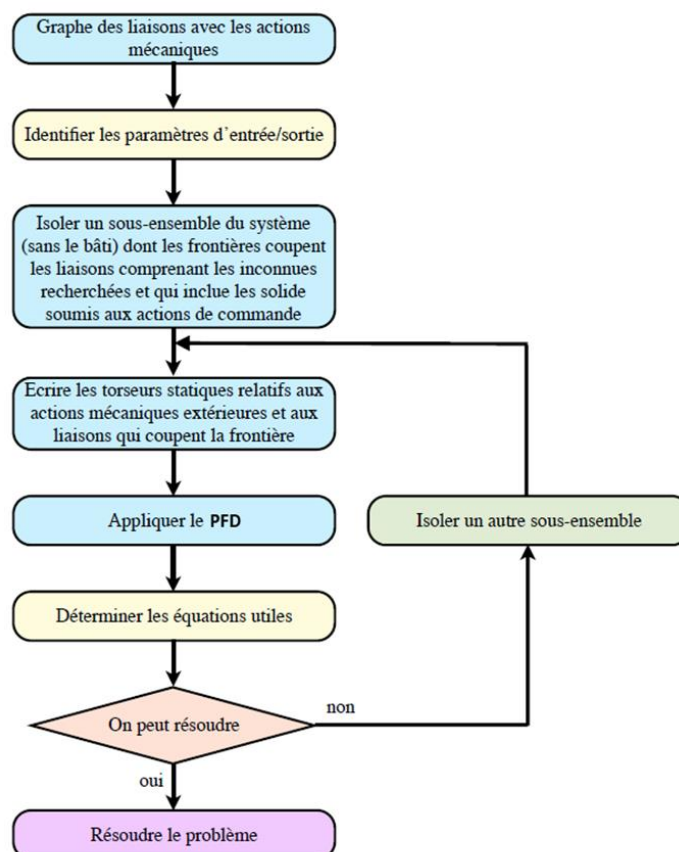 Graphe des liaisons avec les actions
mécaniques
Identifier les paramètres d'entrée/sortie
Isoler un sous-ensemble du système
(sans le bâti) dont les frontières coupent
les liaisons comprenant les inconnues
recherchées et qui inclue les solide
soumis aux actions de commande
Ecrire les torseurs statiques relatifs aux
actions mécaniques extérieures et aux
liaisons qui coupent la frontière
Appliquer le PFD
Isoler un autre sous-ensemble
Déterminer les équations utiles
On peut résoudre
non
oui
Résoudre le problème